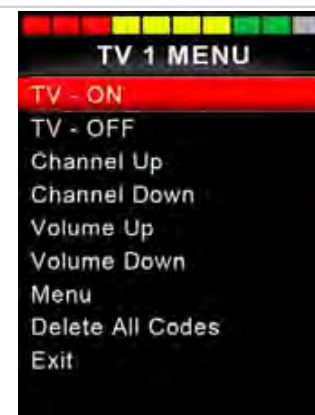 TV 1 MENU
TV - ON
TV - OFF
Channel Up
Channel Down
Volume Up
Volume Down
Menu
Delete All Codes
Exit